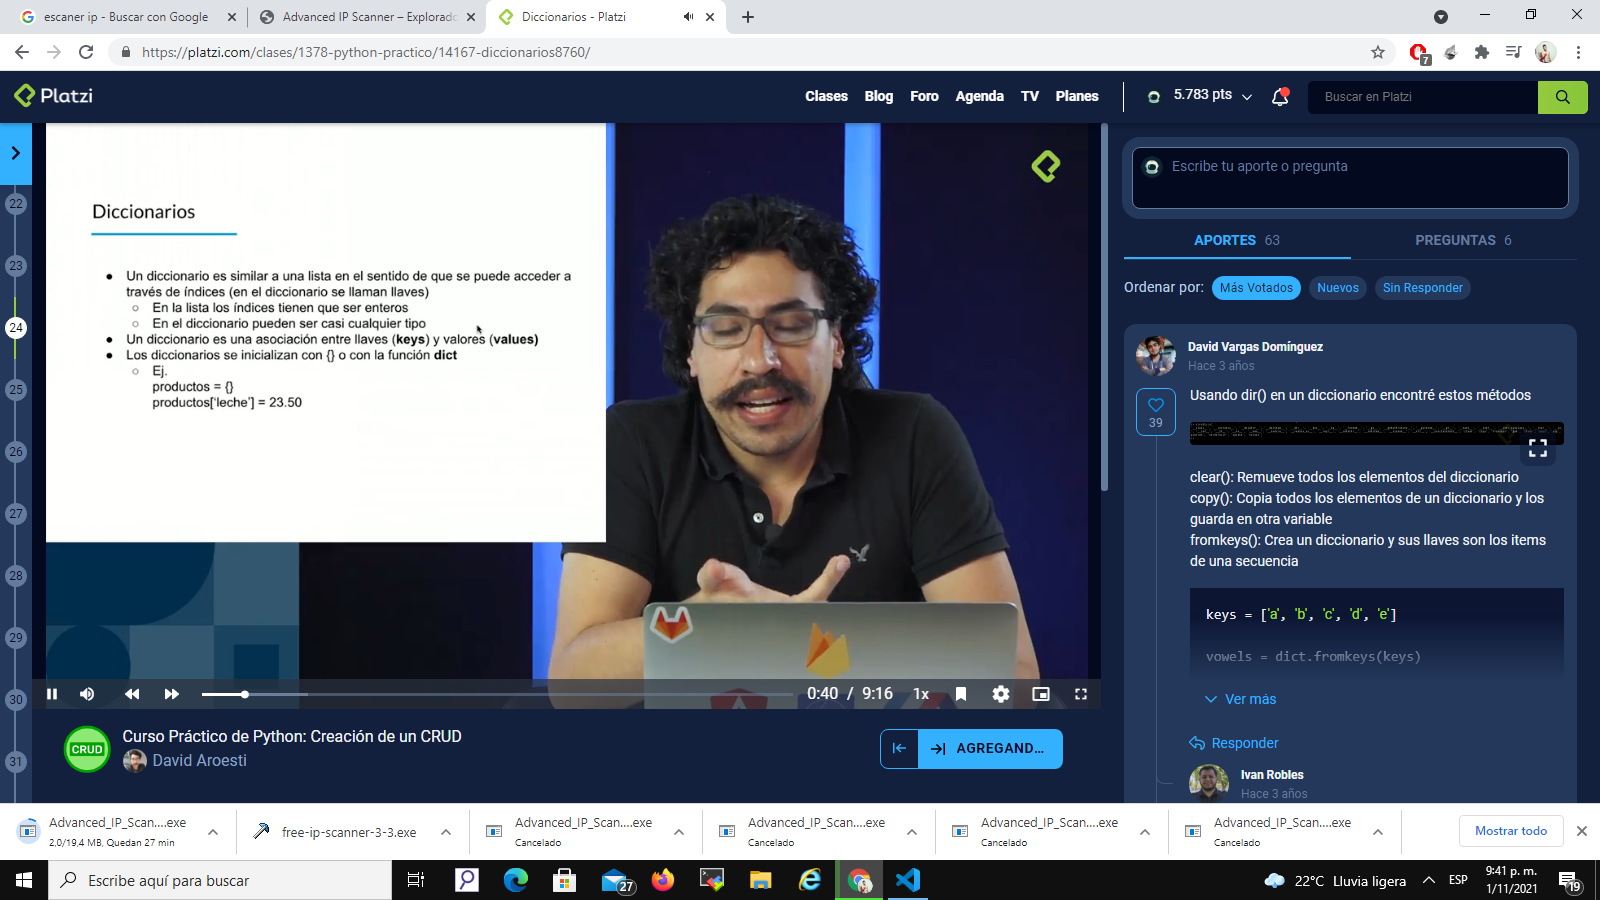 escaner ip - Buscar con Google
Advanced IP Scanner – Explorado
Diccionarios - Platzi
https://platzi.com/clases/1378-python-practico/14167-diccionarios8760/
7
Platzi
Clases
Blog
Foro
Agenda
TV
Planes
5.783 pts
Buscar en Platzi
22
23
24
25
26
27
28
29
30
31
Diccionarios
● Un diccionario es similar a una lista en el sentido de que se puede acceder a
través de índices (en el diccionario se llaman llaves)
○ En la lista los índices tienen que ser enteros
○ En el diccionario pueden ser casi cualquier tipo
● Un diccionario es una asociación entre llaves (keys) y valores (values)
● Los diccionarios se inicializan con {} o con la función dict
○ Ej.
productos = {}
productos['leche'] = 23.50
0:40 / 9:16
1x
CRUD
Curso Práctico de Python: Creación de un CRUD
David Aroesti
AGREGAND...
Escribe tu aporte o pregunta
APORTES 63
PREGUNTAS 6
Ordenar por:
Más Votados
Nuevos
Sin Responder
David Vargas Domínguez
Hace 3 años
39
Usando dir() en un diccionario encontré estos métodos
clear(): Remueve todos los elementos del diccionario
copy(): Copia todos los elementos de un diccionario y los
guarda en otra variable
fromkeys(): Crea un diccionario y sus llaves son los items
de una secuencia
keys = ['a', 'b', 'c', 'd', 'e']
vowels = dict.fromkeys(keys)
Ver más
Responder
Ivan Robles
Hace 3 años
Advanced_IP_Scan....exe
2,0/19,4 MB, Quedan 27 min
free-ip-scanner-3-3.exe
Advanced_IP_Scan....exe
Cancelado
Advanced_IP_Scan....exe
Cancelado
Advanced_IP_Scan....exe
Cancelado
Advanced_IP_Scan....exe
Cancelado
Mostrar todo
Escribe aquí para buscar
27
22°C Lluvia ligera
ESP
9:41 p. m.
1/11/2021
19